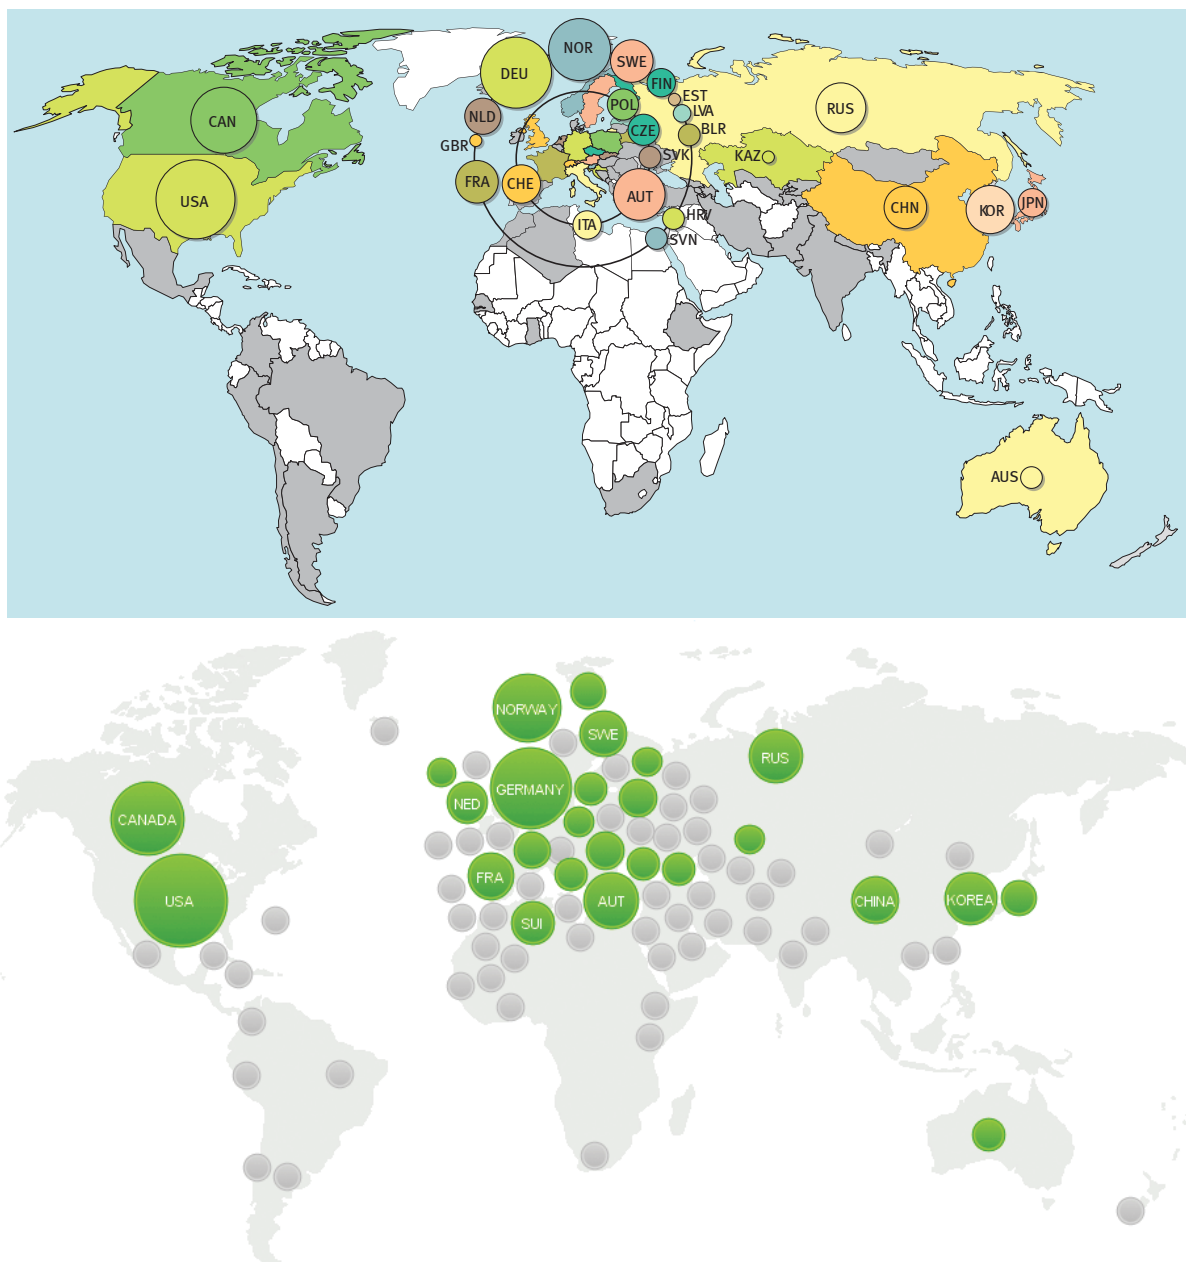 NOR
DEU
SWE
FIN
EST
POL
LVA
NLD
CAN
RUS
CZE
BLR
GBR
SVK
KAZ
FRA
CHE
USA
AUT
CHN
KOR
JPN
HRV
ITA
SVN
AUS
NORWAY
SWE
RUS
GERMANY
NED
CANADA
FRA
USA
AUT
CHINA
KOREA
SUI